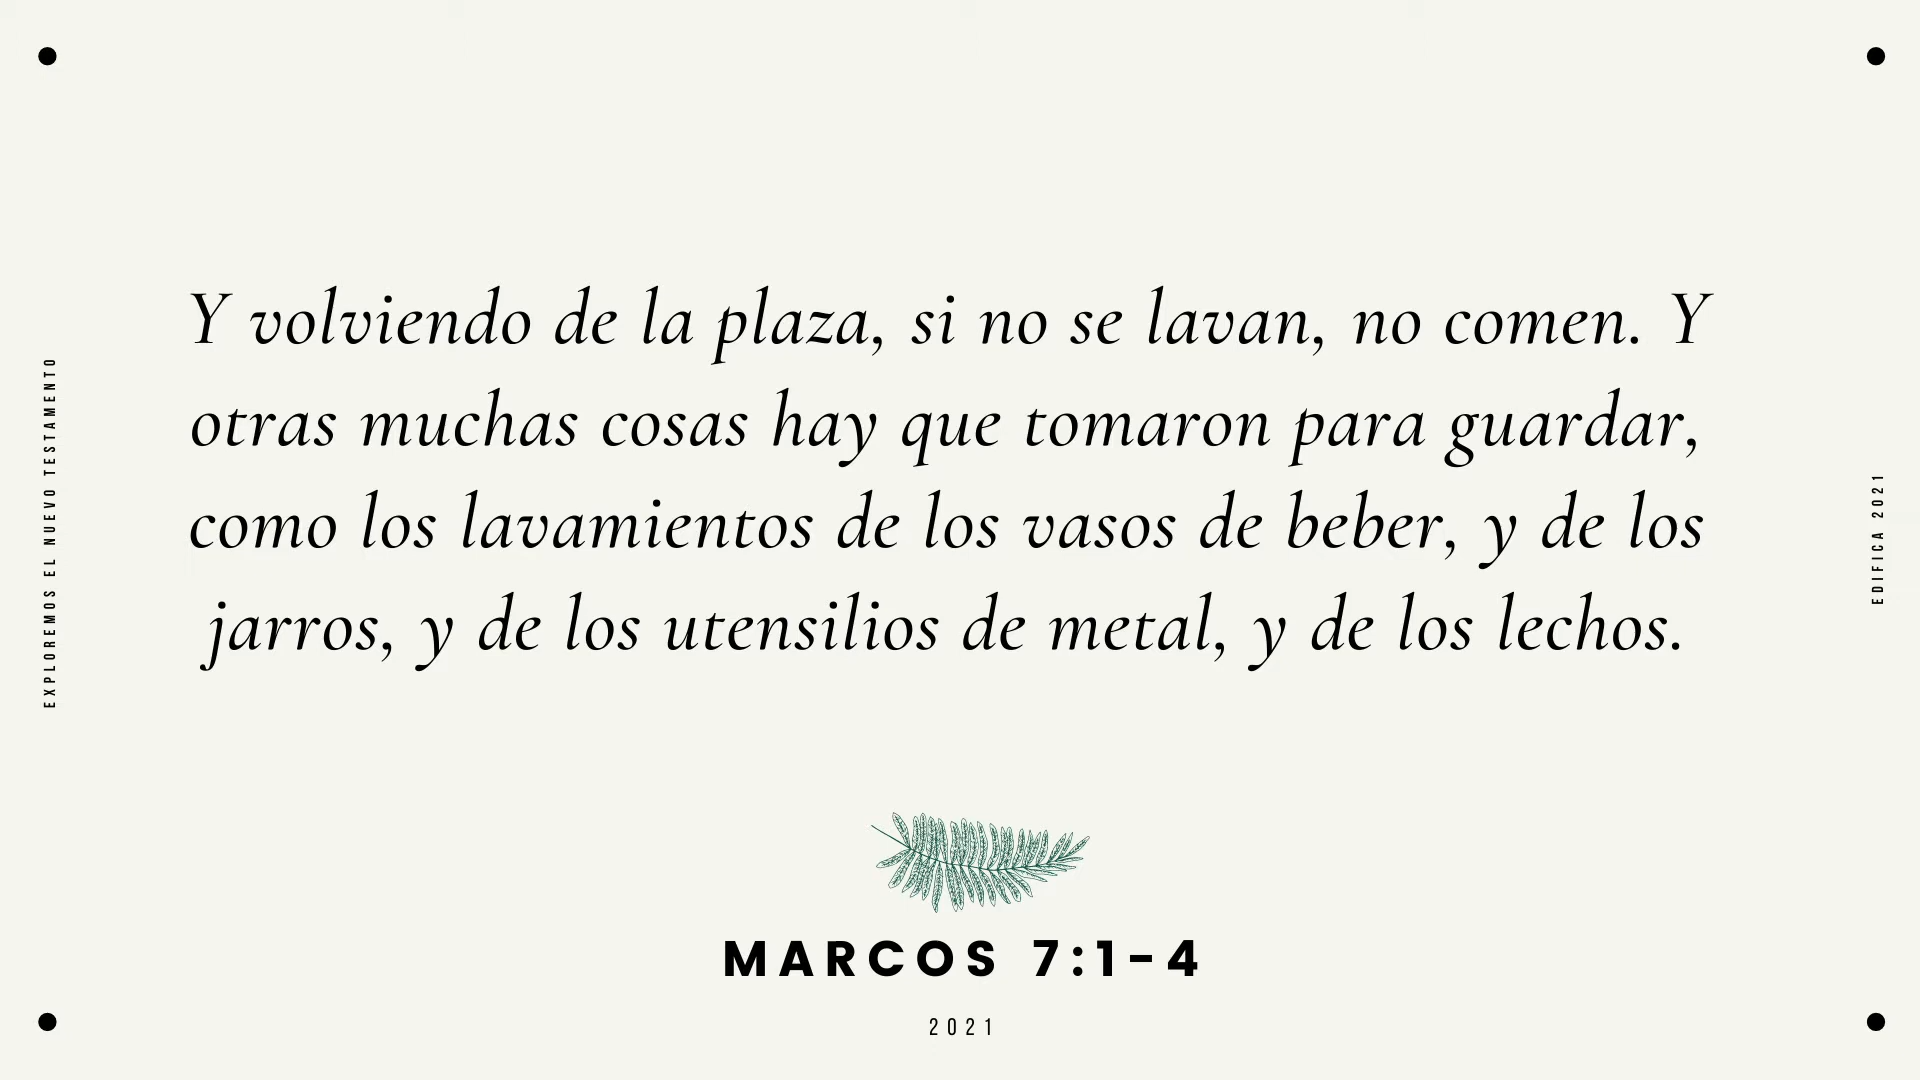 Y volviendo de la plaza, si no se lavan, no comen. Y
otras muchas cosas hay que tomaron para guardar,
como los lavamientos de los vasos de beber, y de los
jarros, y de los utensilios de metal, y de los lechos.
EXPLOREMOS EL NUEVO TESTAMENTO
EDIFICA 2021
MARCOS 7:1-4
2021